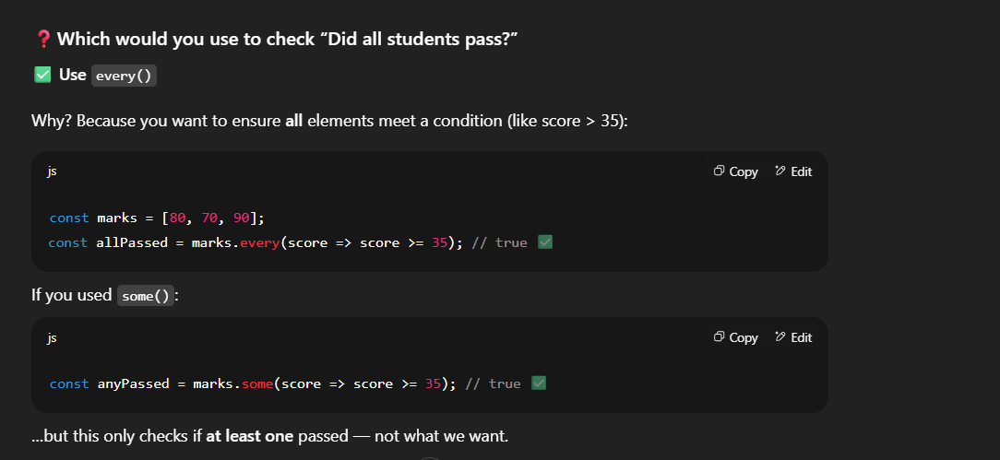 ❓ Which would you use to check “Did all students pass?”
✅ Use every()
Why? Because you want to ensure all elements meet a condition (like score > 35):
js Copy Edit
const marks = [80, 70, 90];
const allPassed = marks.every(score => score >= 35); // true ✅
If you used some():
js Copy Edit
const anyPassed = marks.some(score => score >= 35); // true ✅
...but this only checks if at least one passed — not what we want.